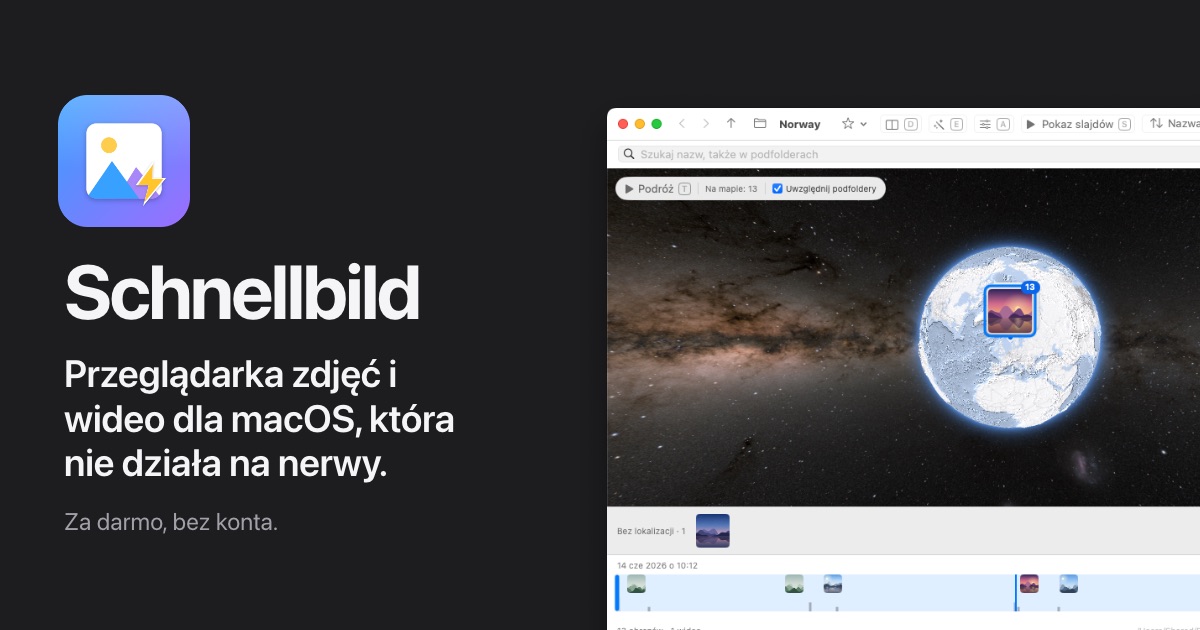 Schnellbild
Przeglądarka zdjęć i
wideo dla macOS, która
nie działa na nerwy.
Za darmo, bez konta.
Norway
D
E
A
Pokaz slajdów S
Szukaj nazw, także w podfolderach
Podróż T
Na mapie: 13
Uwzględnij podfoldery
13
Bez lokalizacji · 1
14 cze 2026 o 10:12